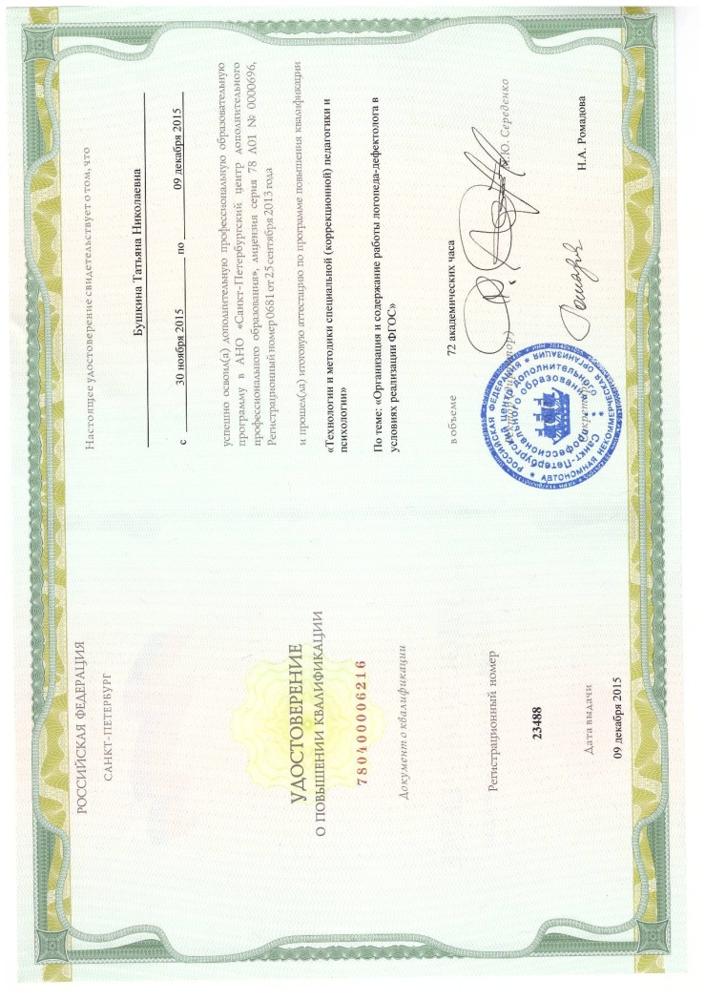 РОССИЙСКАЯ ФЕДЕРАЦИЯ
САНКТ-ПЕТЕРБУРГ
УДОСТОВЕРЕНИЕ
О ПОВЫШЕНИИ КВАЛИФИКАЦИИ
780400006216
Документ о квалификации
Регистрационный номер
23488
Дата выдачи
09 декабря 2015
Настоящее удостоверение свидетельствует о том, что
Бушкина Татьяна Николаевна
с 30 ноября 2015 по 09 декабря 2015
успешно освоил(а) дополнительную профессиональную образовательную
программу в АНО «Санкт-Петербургский центр дополнительного
профессионального образования», лицензия серия 78 Л01 № 0000696,
Регистрационный номер 0681 от 25 сентября 2013 года
и прошел(ла) итоговую аттестацию по программе повышения квалификации
«Технологии и методики специальной (коррекционной) педагогики и
психологии»
По теме: «Организация и содержание работы логопеда-дефектолога в
условиях реализации ФГОС»
в объеме 72 академических часа
Середенко
Н.А. Ромадова
РОССИЙСКАЯ ФЕДЕРАЦИЯ
АВТОНОМНАЯ НЕКОММЕРЧЕСКАЯ ОРГАНИЗАЦИЯ
Санкт-Петербургский центр дополнительного
профессионального образования